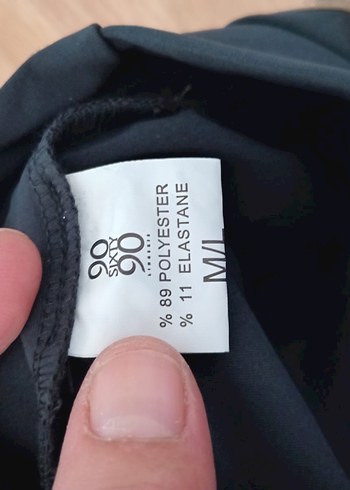 90
SIXTY
90
% 89 POLYESTER
% 11 ELASTANE
M/L